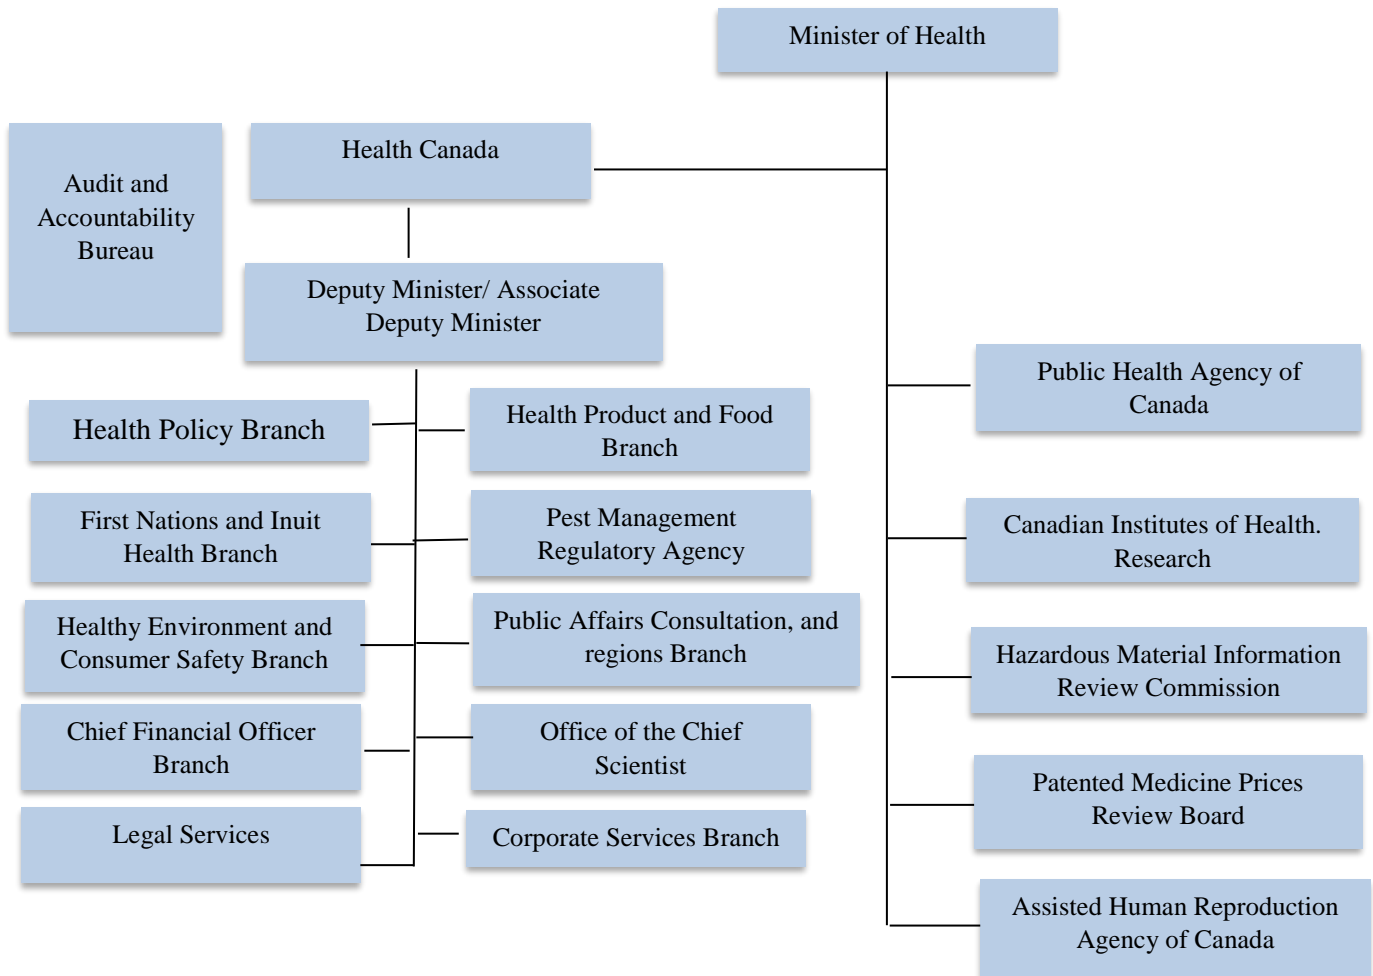 Minister of Health
Health Canada
Audit and
Accountability
Bureau
Deputy Minister/ Associate
Deputy Minister
Health Policy Branch
Health Product and Food
Branch
First Nations and Inuit
Health Branch
Pest Management
Regulatory Agency
Healthy Environment and
Consumer Safety Branch
Public Affairs Consultation, and
regions Branch
Chief Financial Officer
Branch
Office of the Chief
Scientist
Legal Services
Corporate Services Branch
Public Health Agency of
Canada
Canadian Institutes of Health.
Research
Hazardous Material Information
Review Commission
Patented Medicine Prices
Review Board
Assisted Human Reproduction
Agency of Canada